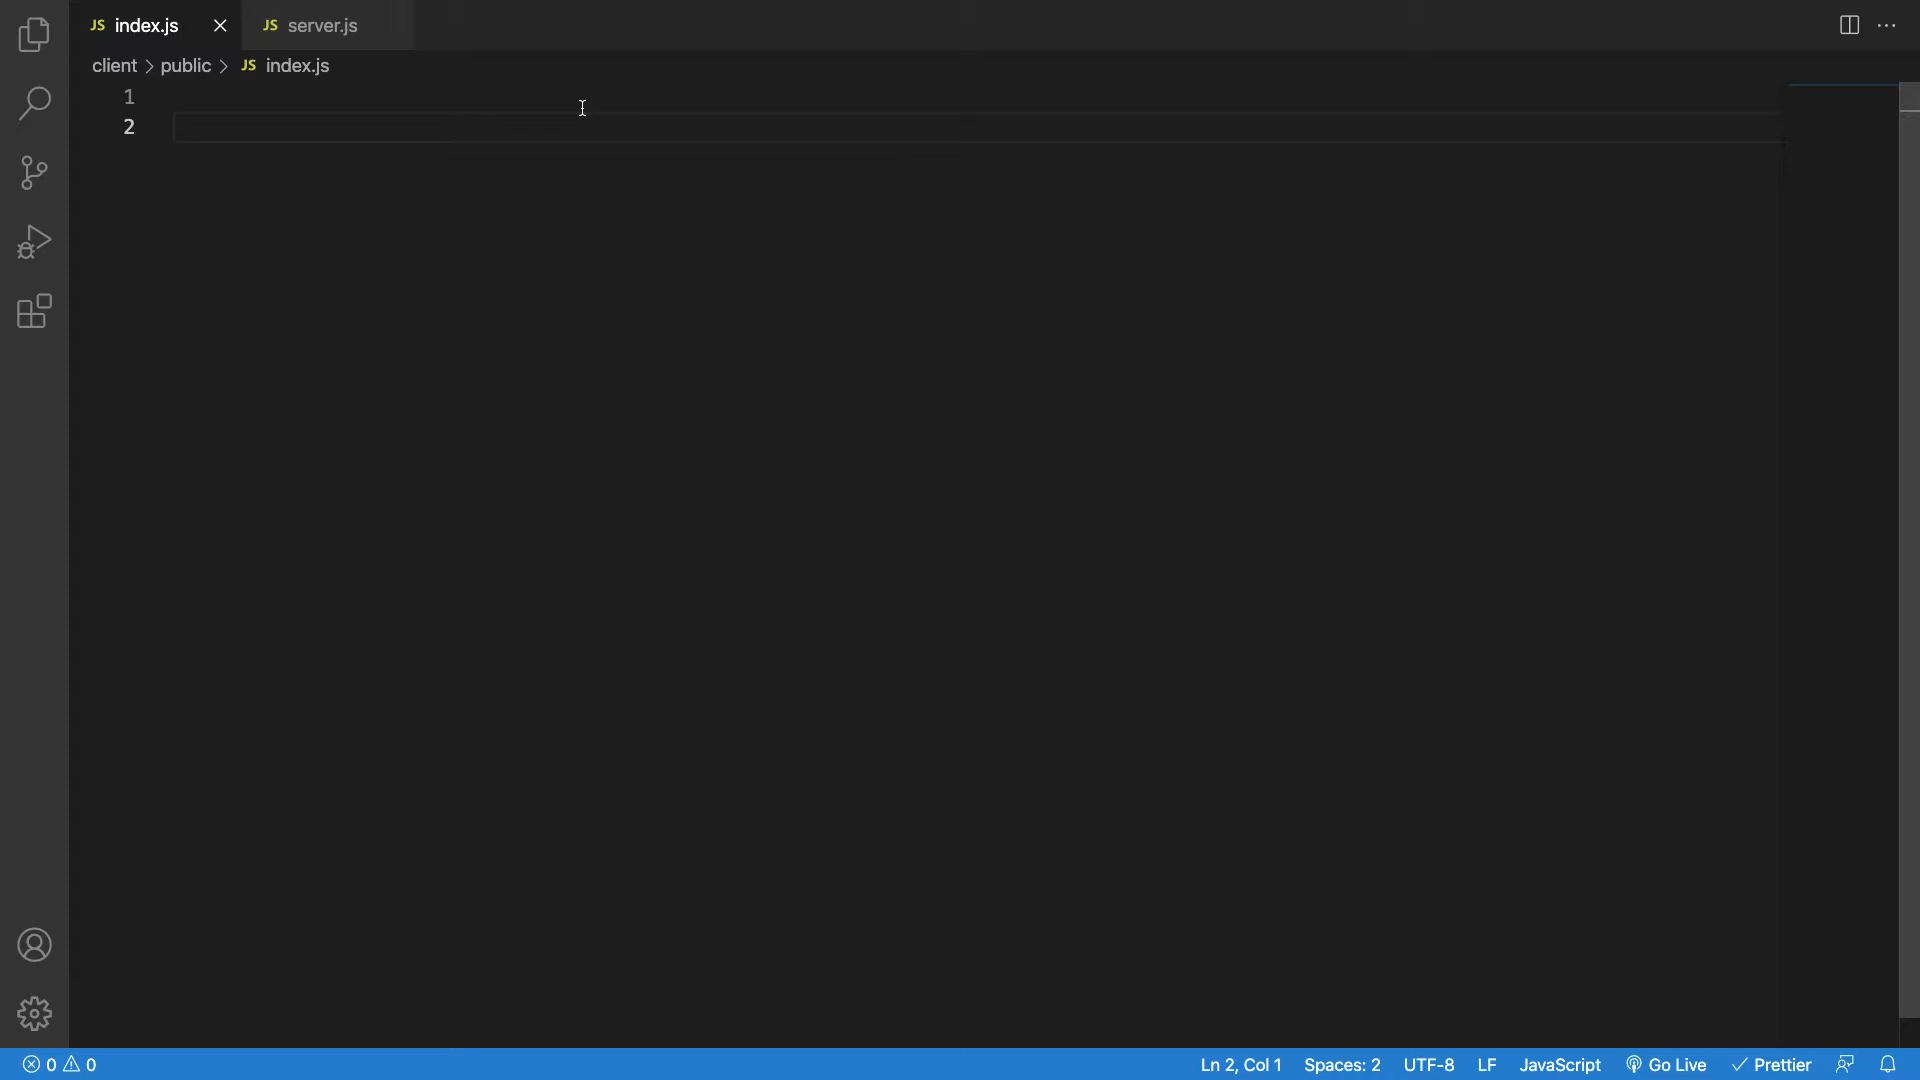 JS index.js JS server.js
client > public > JS index.js
1
2
0 0 Ln 2, Col 1 Spaces: 2 UTF-8 LF JavaScript Go Live Prettier